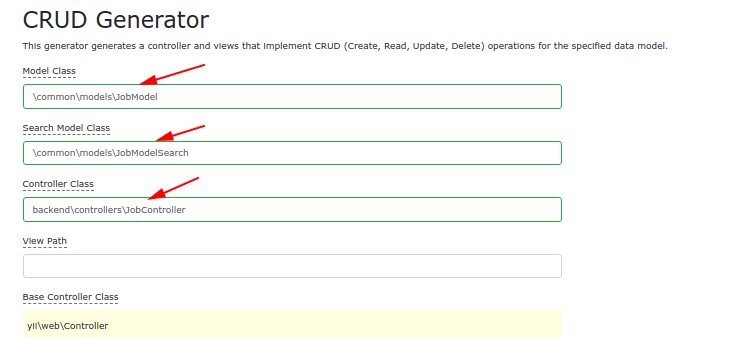 CRUD Generator
This generator generates a controller and views that implement CRUD (Create, Read, Update, Delete) operations for the specified data model.
Model Class
\common\models\JobModel
Search Model Class
\common\models\JobModelSearch
Controller Class
backend\controllers\JobController
View Path
Base Controller Class
yii\web\Controller